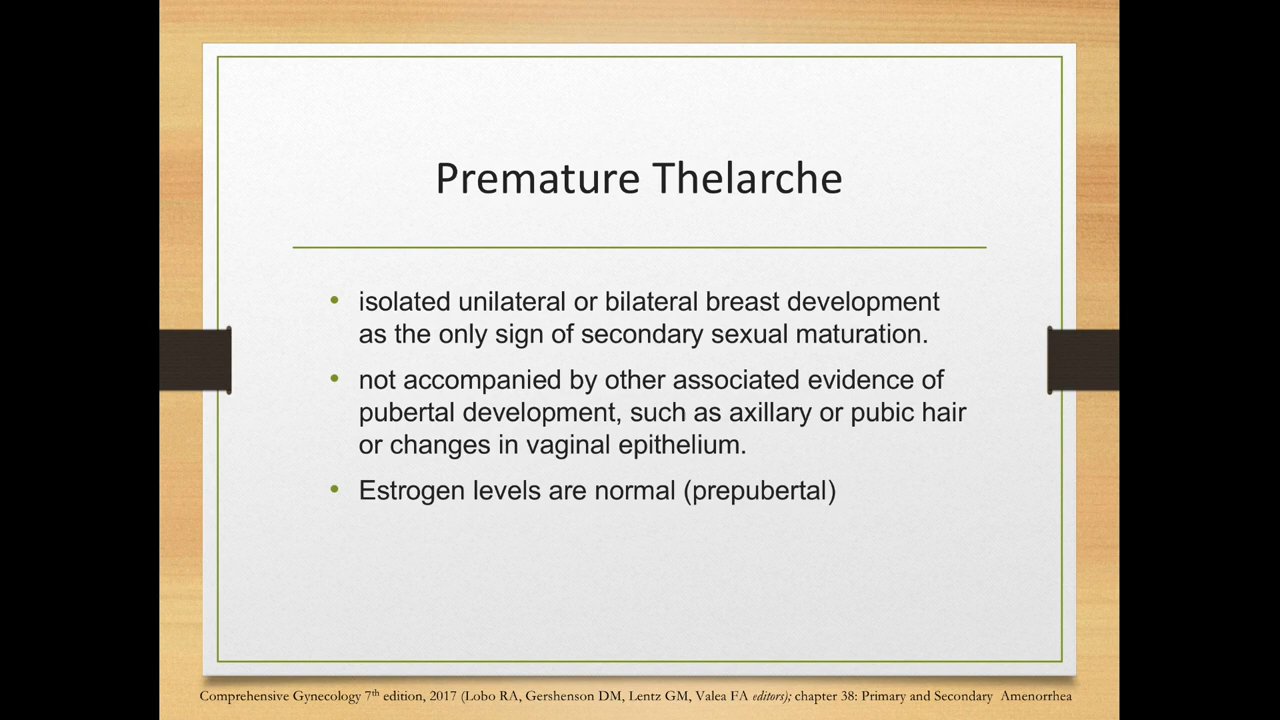 Premature Thelarche
• isolated unilateral or bilateral breast development
as the only sign of secondary sexual maturation.
• not accompanied by other associated evidence of
pubertal development, such as axillary or pubic hair
or changes in vaginal epithelium.
• Estrogen levels are normal (prepubertal)
Comprehensive Gynecology 7th edition, 2017 (Lobo RA, Gershenson DM, Lentz GM, Valea FA editors); chapter 38: Primary and Secondary Amenorrhea